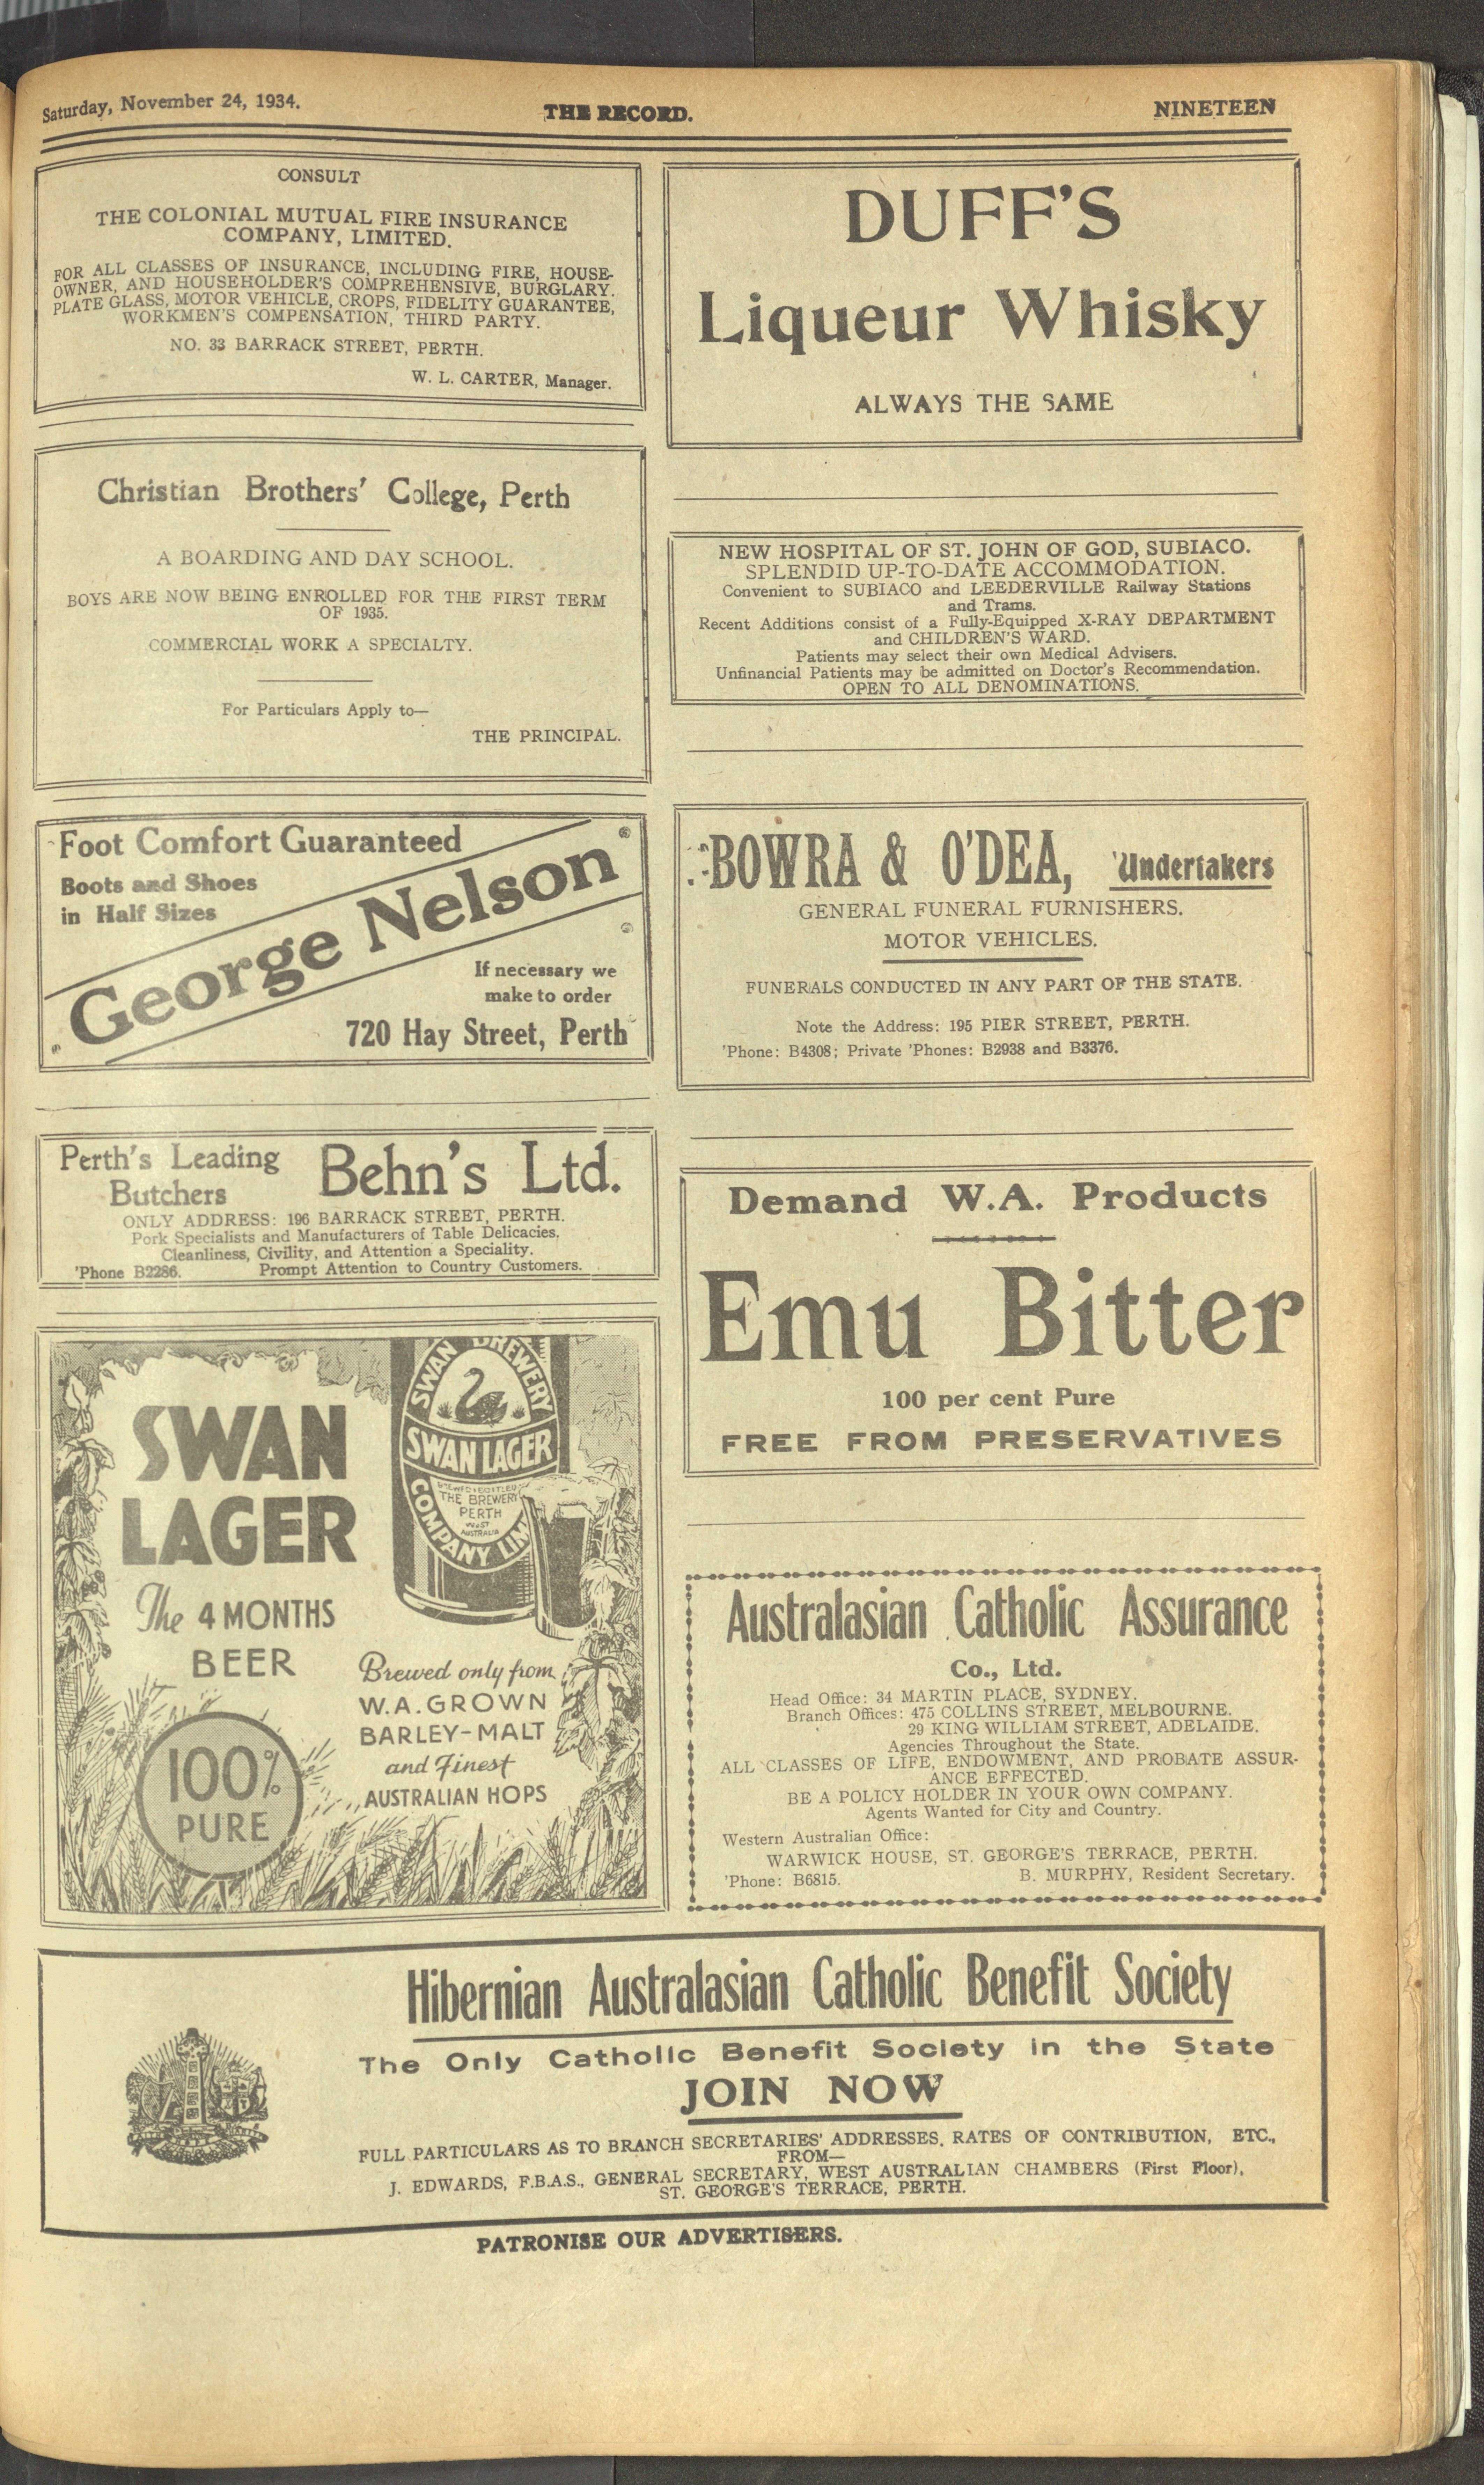 Saturday, November 24, 1934.
THE RECORD.
NINETEEN
CONSULT
THE COLONIAL MUTUAL FIRE INSURANCE
COMPANY, LIMITED.
FOR ALL CLASSES OF INSURANCE, INCLUDING FIRE, HOUSE-
OWNER, AND HOUSEHOLDER'S COMPREHENSIVE, BURGLARY.
PLATE GLASS, MOTOR VEHICLE, CROPS, FIDELITY GUARANTEE,
WORKMEN'S COMPENSATION, THIRD PARTY.
NO. 33 BARRACK STREET, PERTH.
W. L. CARTER, Manager.
Christian Brothers' College, Perth
A BOARDING AND DAY SCHOOL.
BOYS ARE NOW BEING ENROLLED FOR THE FIRST TERM
OF 1935.
COMMERCIAL WORK A SPECIALTY.
For Particulars Apply to—
THE PRINCIPAL.
Foot Comfort Guaranteed
Boots and Shoes
in Half Sizes
George Nelson
If necessary we
make to order
720 Hay Street, Perth
Perth's Leading
Butchers
Behn's Ltd.
ONLY ADDRESS: 196 BARRACK STREET, PERTH.
Pork Specialists and Manufacturers of Table Delicacies.
Cleanliness, Civility, and Attention a Speciality.
'Phone B2286. Prompt Attention to Country Customers.
SWAN
LAGER
The 4 MONTHS
BEER
100%
PURE
SWAN BREWERY
SWAN LAGER
THE BREWERY
PERTH
WEST
AUSTRALIA
COMPANY LIM
Brewed only from
W.A. GROWN
BARLEY-MALT
and Finest
AUSTRALIAN HOPS
DUFF'S
Liqueur Whisky
ALWAYS THE SAME
NEW HOSPITAL OF ST. JOHN OF GOD, SUBIACO.
SPLENDID UP-TO-DATE ACCOMMODATION.
Convenient to SUBIACO and LEEDERVILLE Railway Stations
and Trams.
Recent Additions consist of a Fully-Equipped X-RAY DEPARTMENT
and CHILDREN'S WARD.
Patients may select their own Medical Advisers.
Unfinancial Patients may be admitted on Doctor's Recommendation.
OPEN TO ALL DENOMINATIONS.
BOWRA & O'DEA, Undertakers
GENERAL FUNERAL FURNISHERS.
MOTOR VEHICLES.
FUNERALS CONDUCTED IN ANY PART OF THE STATE.
Note the Address: 195 PIER STREET, PERTH.
'Phone: B4308; Private 'Phones: B2938 and B3376.
Demand W.A. Products
Emu Bitter
100 per cent Pure
FREE FROM PRESERVATIVES
Australasian Catholic Assurance
Co., Ltd.
Head Office: 34 MARTIN PLACE, SYDNEY.
Branch Offices: 475 COLLINS STREET, MELBOURNE.
29 KING WILLIAM STREET, ADELAIDE.
Agencies Throughout the State.
ALL CLASSES OF LIFE, ENDOWMENT, AND PROBATE ASSUR-
ANCE EFFECTED.
BE A POLICY HOLDER IN YOUR OWN COMPANY.
Agents Wanted for City and Country.
Western Australian Office:
WARWICK HOUSE, ST. GEORGE'S TERRACE, PERTH.
'Phone: B6815. B. MURPHY, Resident Secretary.
Hibernian Australasian Catholic Benefit Society
The Only Catholic Benefit Society in the State
JOIN NOW
FULL PARTICULARS AS TO BRANCH SECRETARIES' ADDRESSES, RATES OF CONTRIBUTION, ETC.,
FROM—
J. EDWARDS, F.B.A.S., GENERAL SECRETARY, WEST AUSTRALIAN CHAMBERS (First Floor),
ST. GEORGE'S TERRACE, PERTH.
PATRONISE OUR ADVERTISERS.